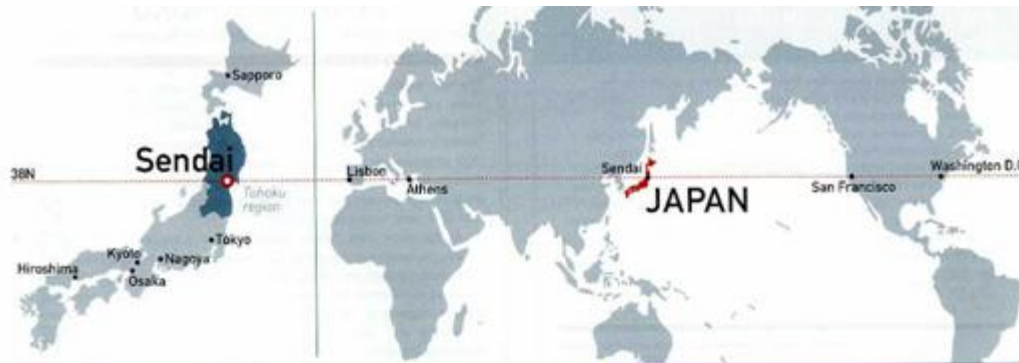 Sapporo
Sendai
38N
Tohoku
region
Tokyo
Kyoto
Nagoya
Hiroshima
Osaka
Lisbon
Athens
Sendai
JAPAN
San Francisco
Washington D.